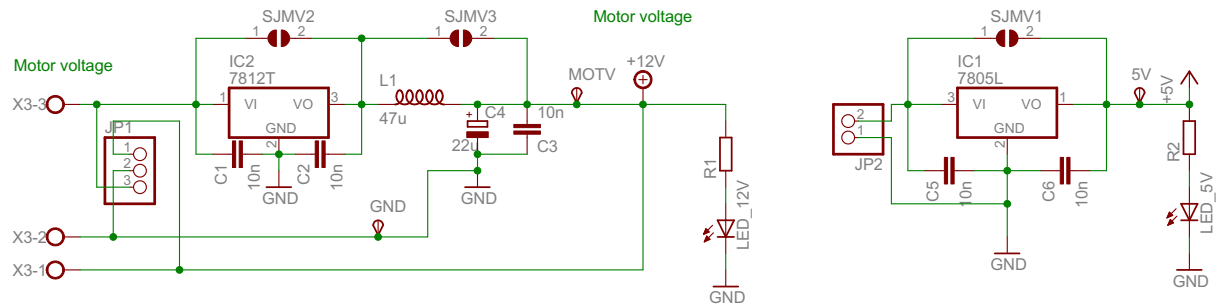 SJMV2
1 2
SJMV3
1 2
Motor voltage
SJMV1
1 2
Motor voltage
IC2
7812T
+12V
IC1
7805L
X3-3
1
VI
VO
3
GND
2
L1
47u
MOTV
3
VI
VO
1
GND
2
5V
+5V
JP1
1
2
3
C1
10n
C2
10n
+
C4
22u
10n
C3
R1
2
1
JP2
C5
10n
C6
10n
R2
GND
GND
GND
LED_12V
LED_5V
X3-2
X3-1
GND
GND
GND